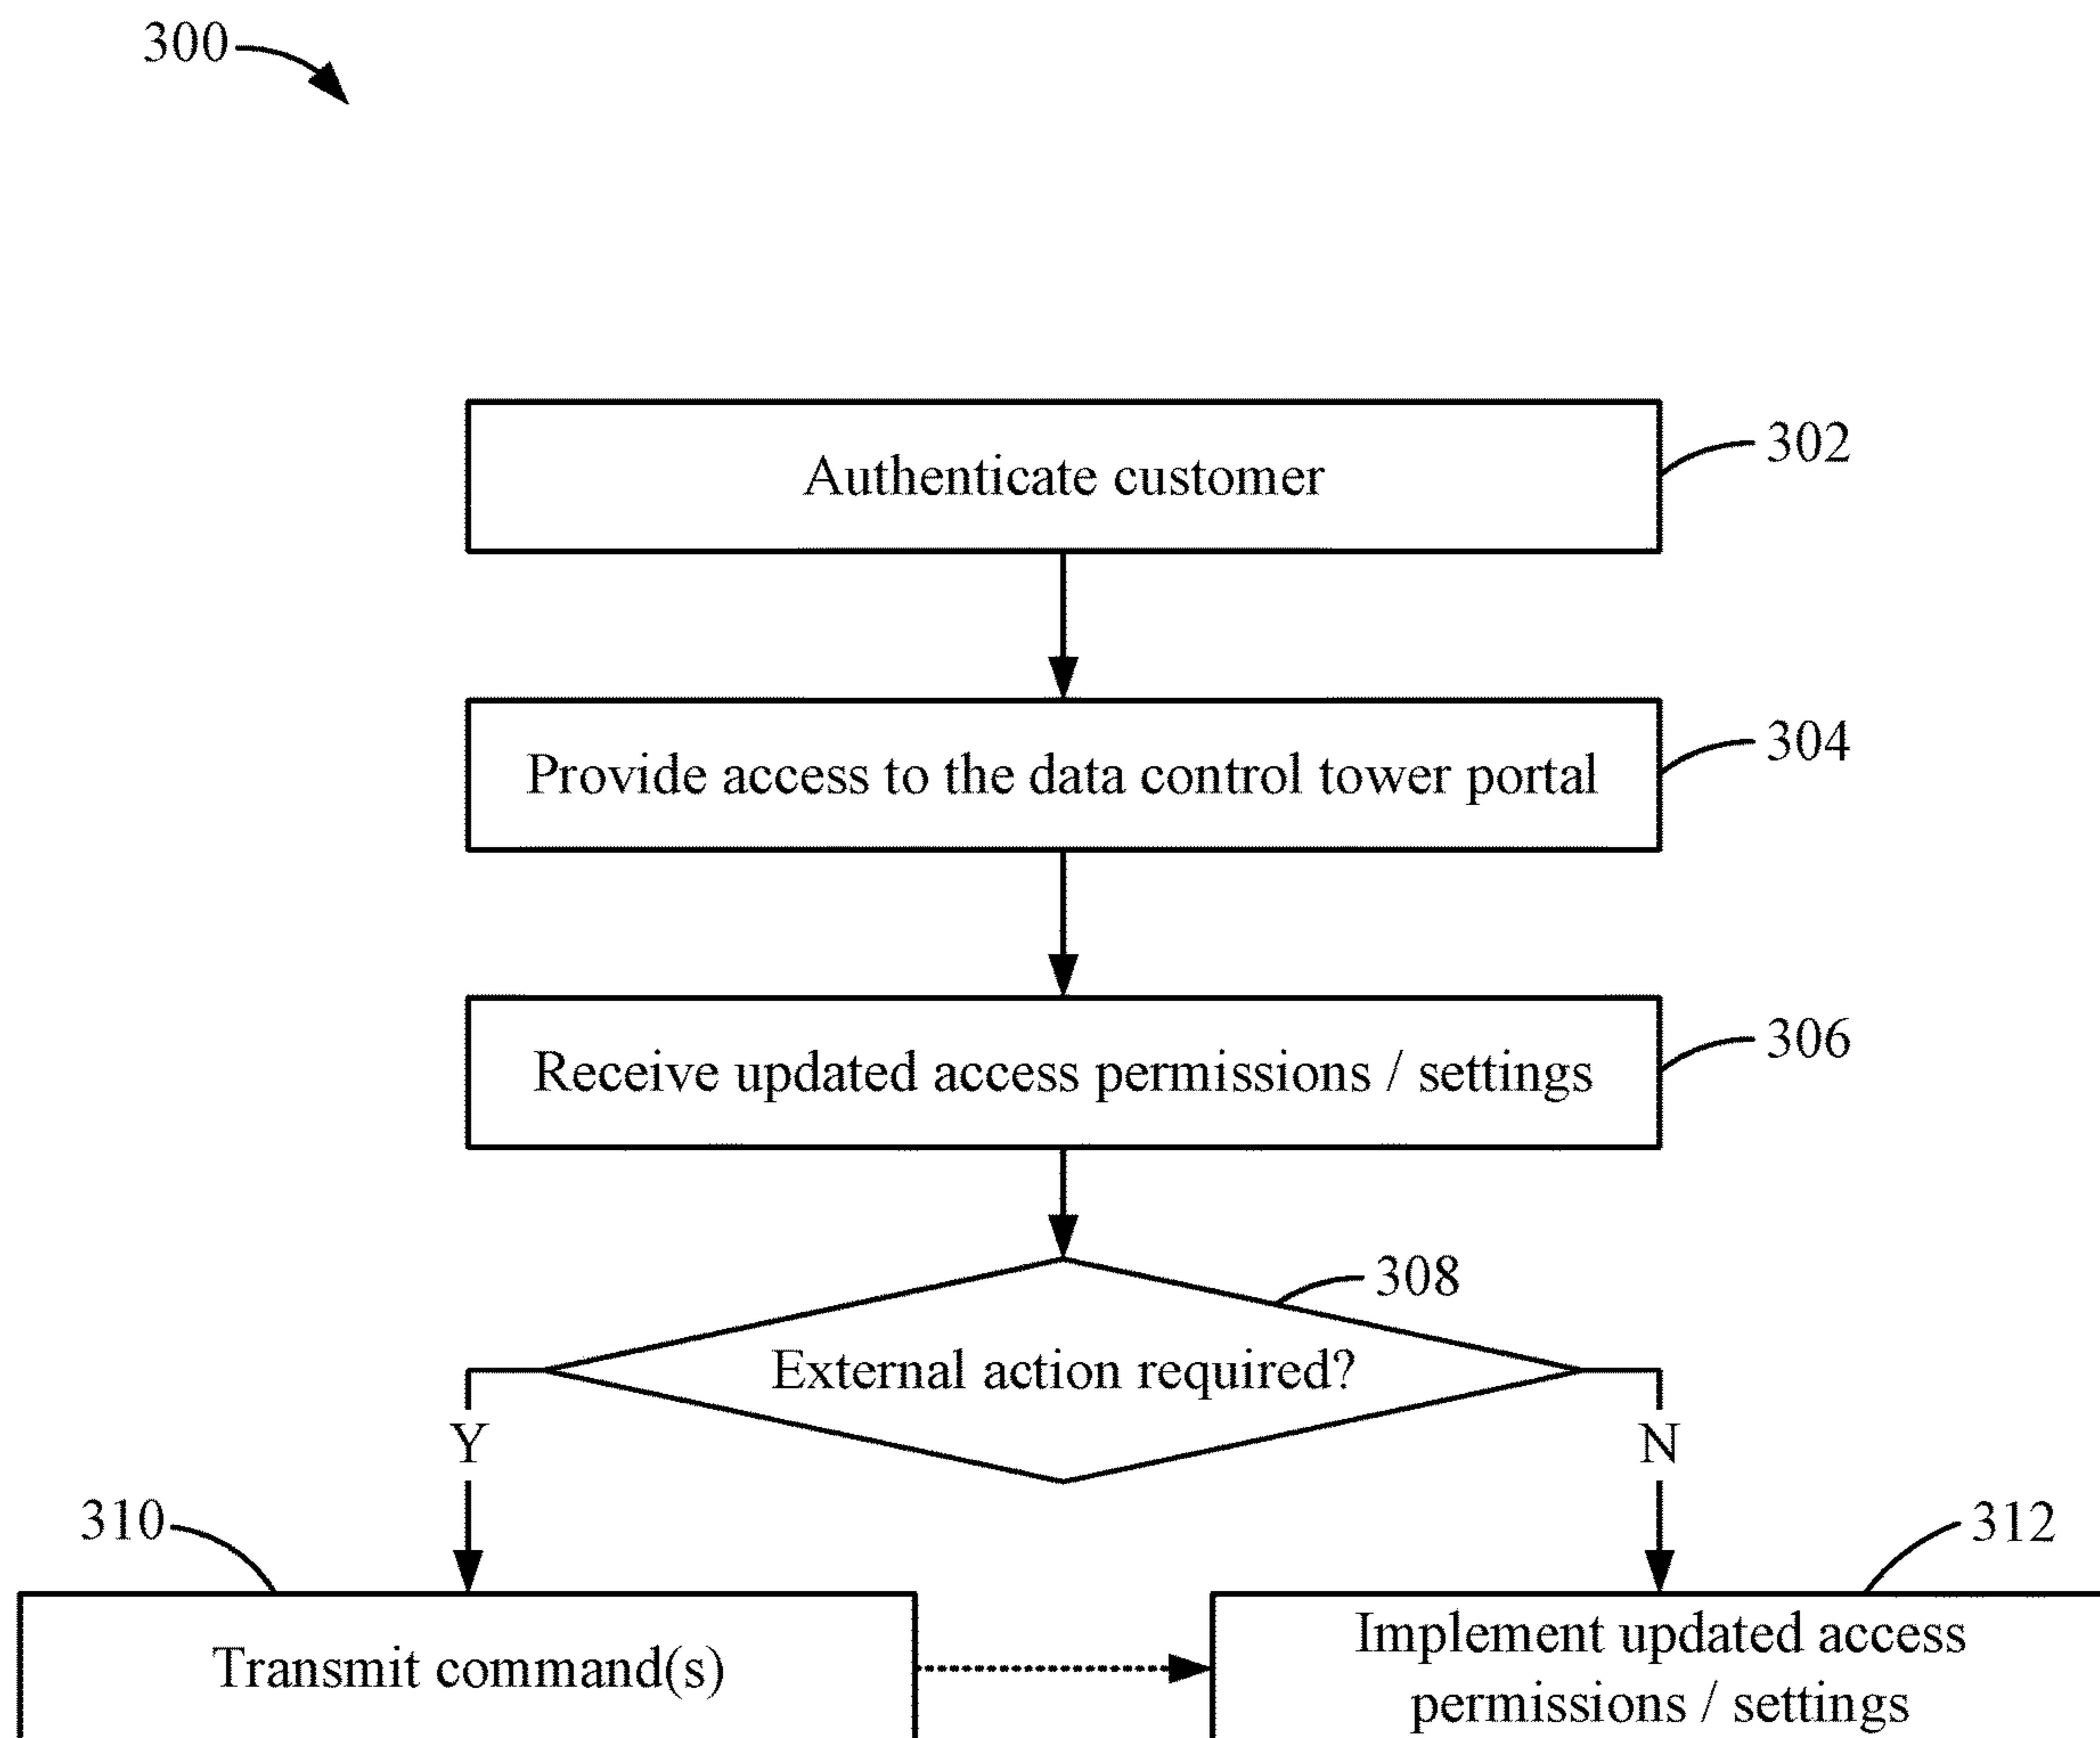 300
Authenticate customer
302
Provide access to the data control tower portal
304
Receive updated access permissions / settings
306
308
External action required?
Y
N
310
312
Transmit command(s)
Implement updated access
permissions / settings